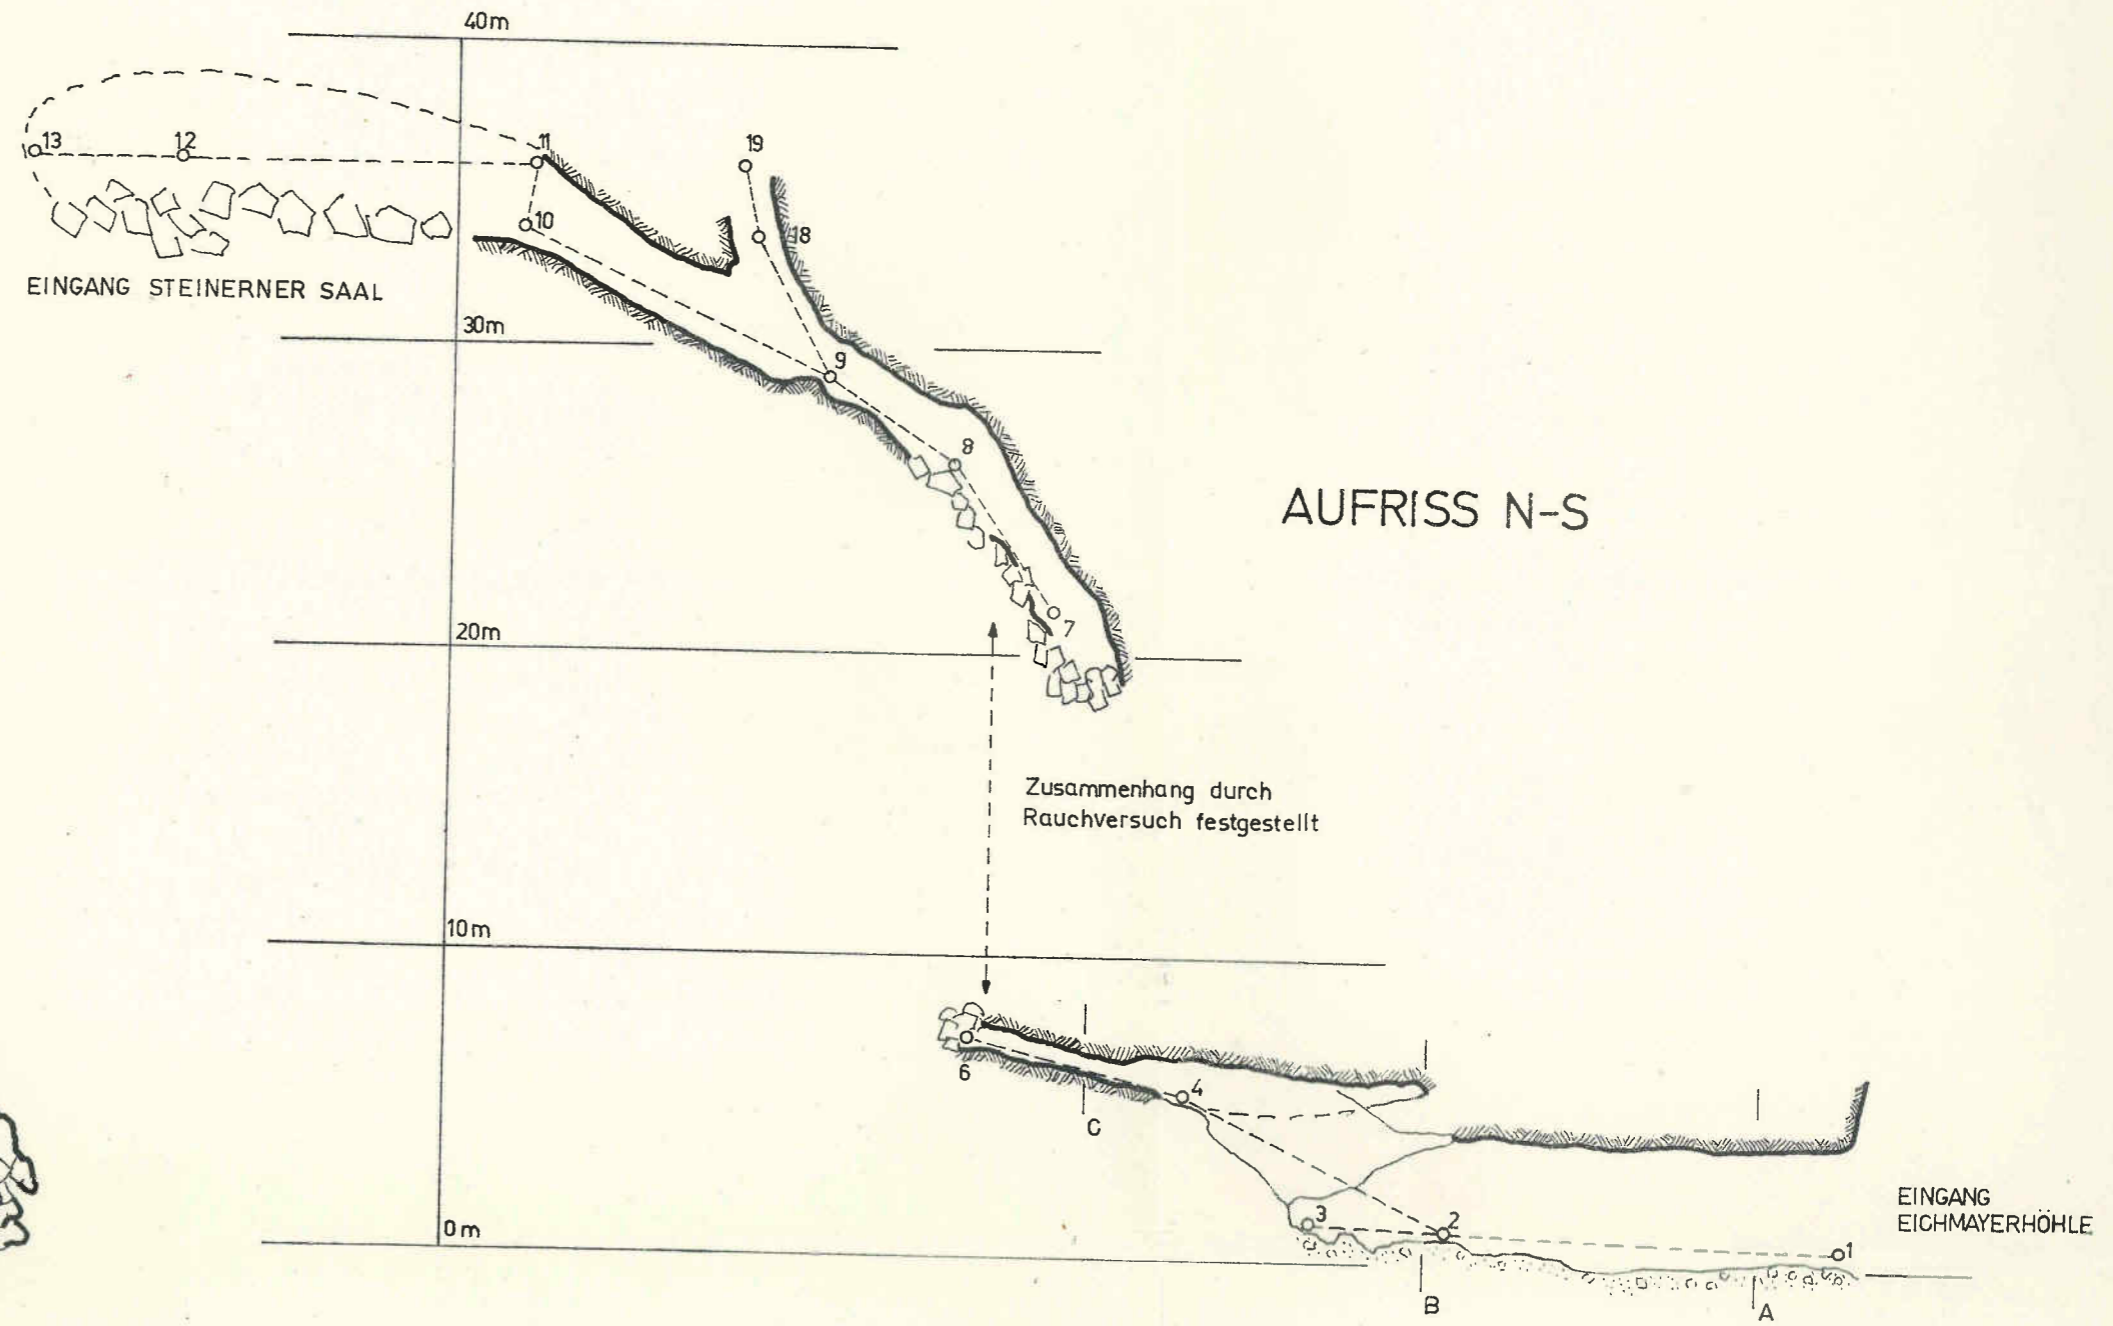 40m
13
12
11
19
10
18
EINGANG STEINERNER SAAL
30m
9
8
AUFRISS N-S
7
20m
Zusammenhang durch
Rauchversuch festgestellt
10m
6
4
C
EINGANG
EICHMAYERHÖHLE
3
2
1
0m
B
A